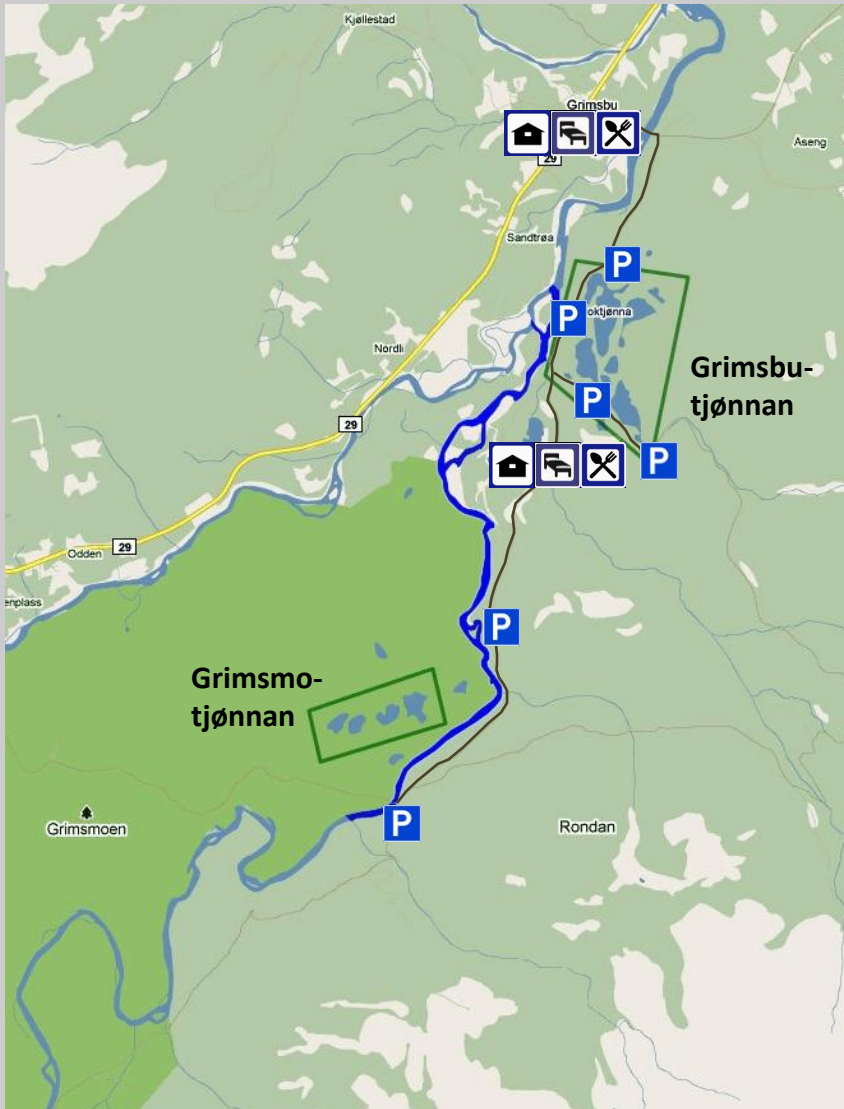 Kjøllestad
Grimsbu
29
Aseng
Sandtrøa
P
P
oktjønna
Nordli
Grimsbu-
tjønnan
P
29
P
Odden
29
enplass
P
Grimsmo-
tjønnan
P
Grimsmoen
Rondan